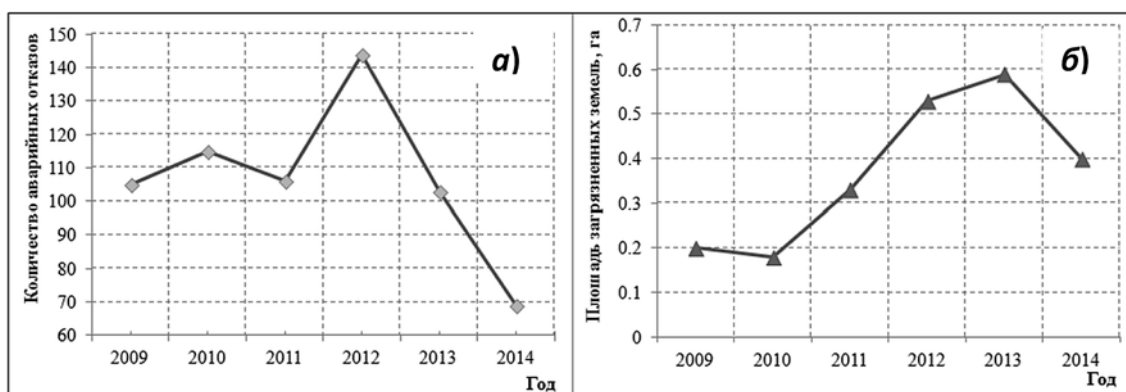 Количество аварийных отказов
150
140
130
120
110
100
90
80
70
60
2009 2010 2011 2012 2013 2014
Год
а)
Площадь загрязненных земель, га
0.7
0.6
0.5
0.4
0.3
0.2
0.1
0
2009 2010 2011 2012 2013 2014
Год
б)